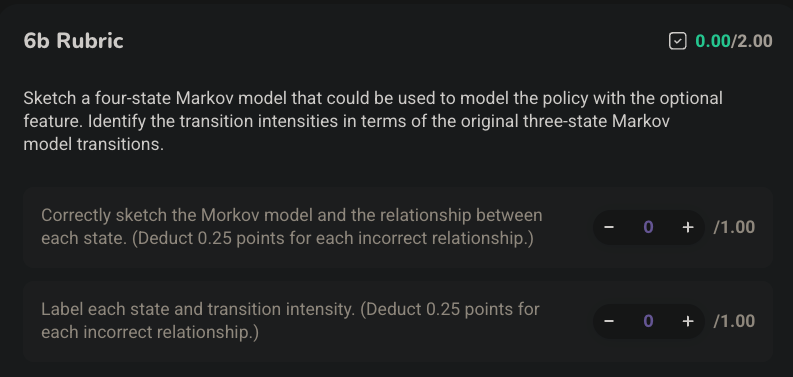 6b Rubric
0.00/2.00
Sketch a four-state Markov model that could be used to model the policy with the optional
feature. Identify the transition intensities in terms of the original three-state Markov
model transitions.
Correctly sketch the Morkov model and the relationship between
each state. (Deduct 0.25 points for each incorrect relationship.)
− 0 + /1.00
Label each state and transition intensity. (Deduct 0.25 points for
each incorrect relationship.)
− 0 + /1.00